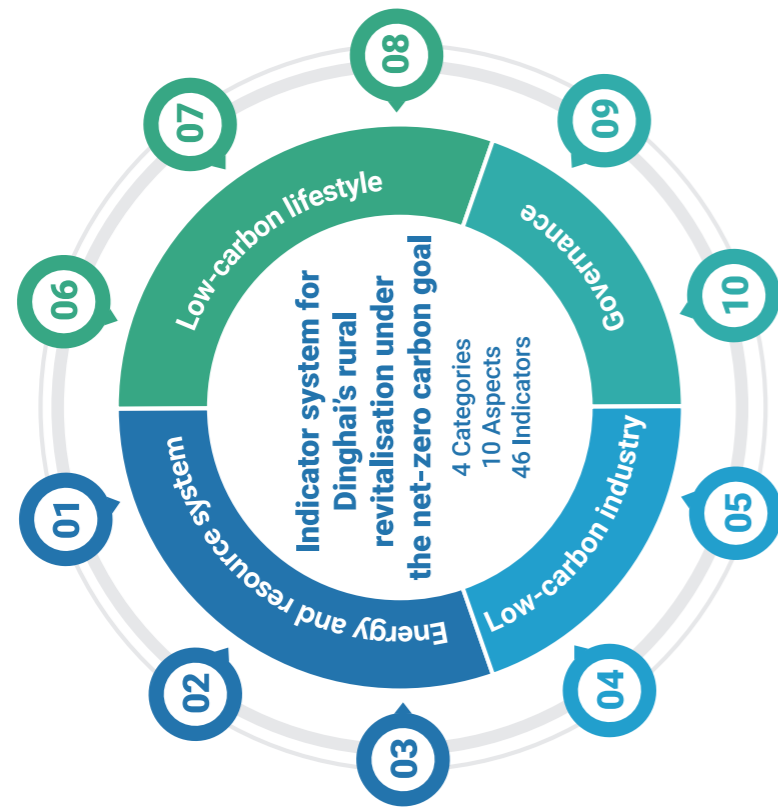 Indicator system for
Dinghai's rural
revitalisation under
the net-zero carbon goal
4 Categories
10 Aspects
46 Indicators
Energy and resource system
Low-carbon industry
Governance
Low-carbon lifestyle
01
02
03
04
05
06
07
08
09
10